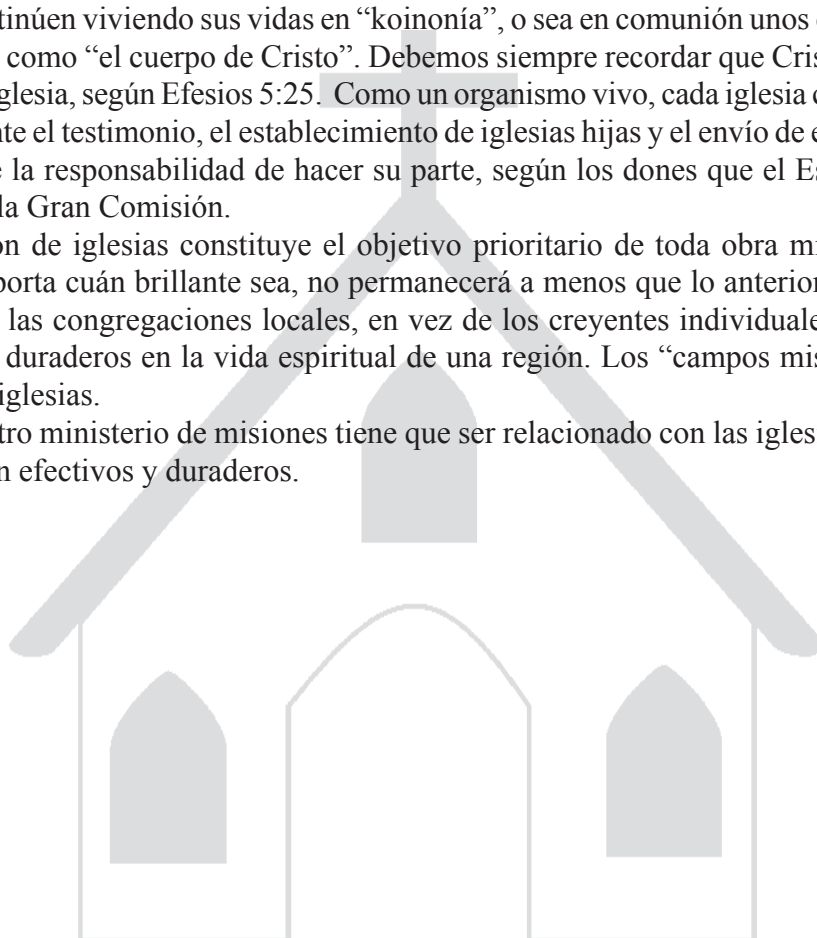 tinúen viviendo sus vidas en “koinonía”, o sea en comunión unos
como “el cuerpo de Cristo”. Debemos siempre recordar que Cris
glesia, según Efesios 5:25. Como un organismo vivo, cada iglesia
te el testimonio, el establecimiento de iglesias hijas y el envío de
la responsabilidad de hacer su parte, según los dones que el Es
la Gran Comisión.
ón de iglesias constituye el objetivo prioritario de toda obra mi
porta cuán brillante sea, no permanecerá a menos que lo anterior
las congregaciones locales, en vez de los creyentes individuale
duraderos en la vida espiritual de una región. Los “campos mis
iglesias.
tro ministerio de misiones tiene que ser relacionado con las igles
n efectivos y duraderos.